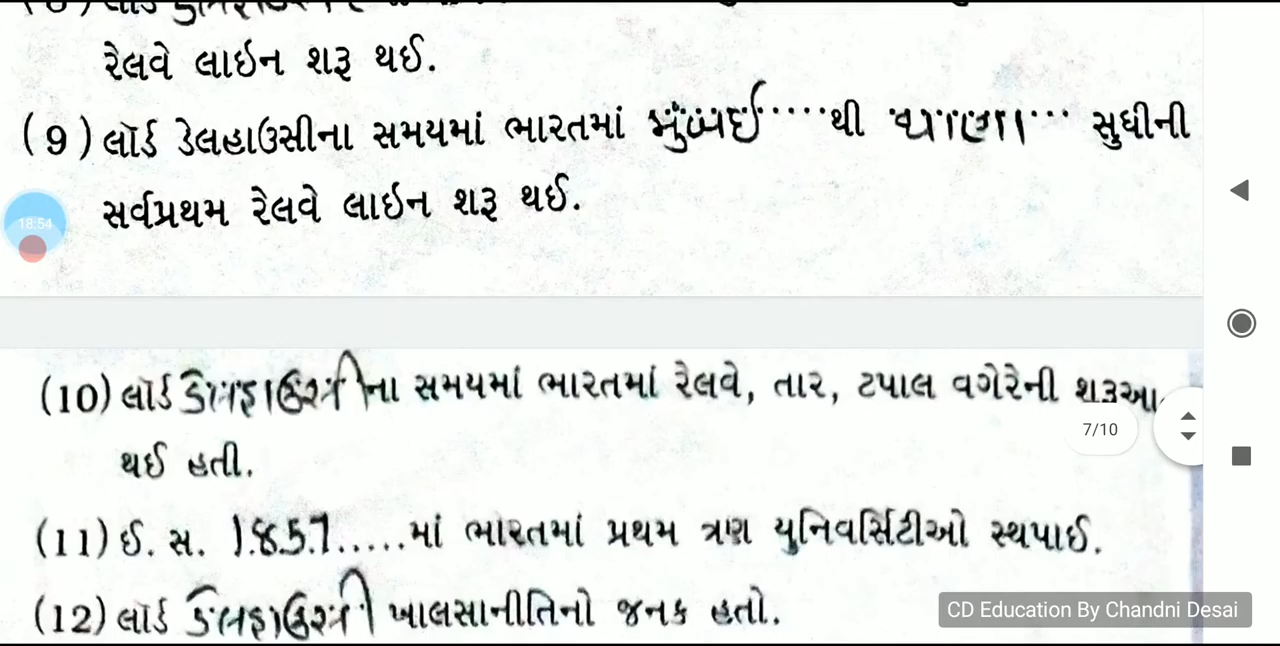 રેલવે લાઇન શરૂ થઈ.
(9) લૉર્ડ ડેલહાઉસીના સમયમાં ભારતમાં મુંબઈ.....થી થાણા... સુધીની
સર્વપ્રથમ રેલવે લાઇન શરૂ થઈ.
18:54
(10) લૉર્ડ ડેલહાઉસીના સમયમાં ભારતમાં રેલવે, તાર, ટપાલ વગેરેની શરૂઆ
7/10
થઈ હતી.
(11) ઈ. સ. 1857.....માં ભારતમાં પ્રથમ ત્રણ યુનિવર્સિટીઓ સ્થપાઈ.
(12) લૉર્ડ ડેલહાઉસી ખાલસાનીતિનો જનક હતો.
CD Education By Chandni Desai